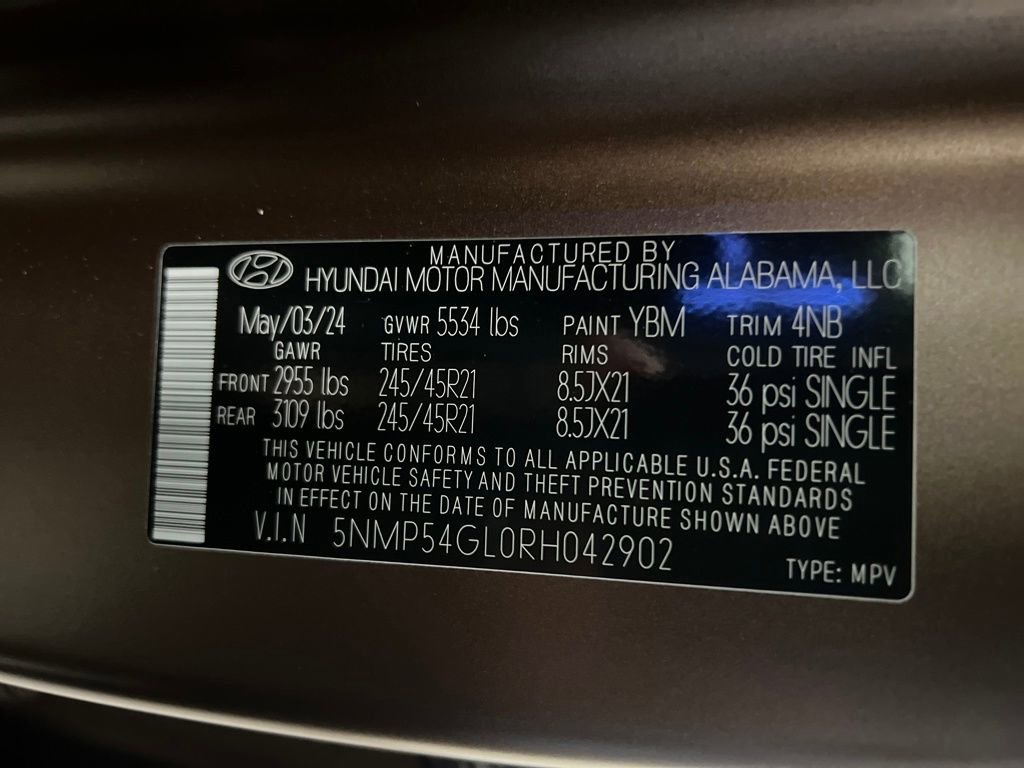 MANUFACTURED BY
HYUNDAI MOTOR MANUFACTURING ALABAMA, LLC
May/03/24 GVWR 5534 lbs PAINT YBM TRIM 4NB
GAWR TIRES RIMS COLD TIRE INFL
FRONT 2955 lbs 245/45R21 8.5JX21 36 psi SINGLE
REAR 3109 lbs 245/45R21 8.5JX21 36 psi SINGLE
THIS VEHICLE CONFORMS TO ALL APPLICABLE U.S.A. FEDERAL
MOTOR VEHICLE SAFETY AND THEFT PREVENTION STANDARDS
IN EFFECT ON THE DATE OF MANUFACTURE SHOWN ABOVE
V.I.N 5NMP54GL0RH042902
TYPE: MPV